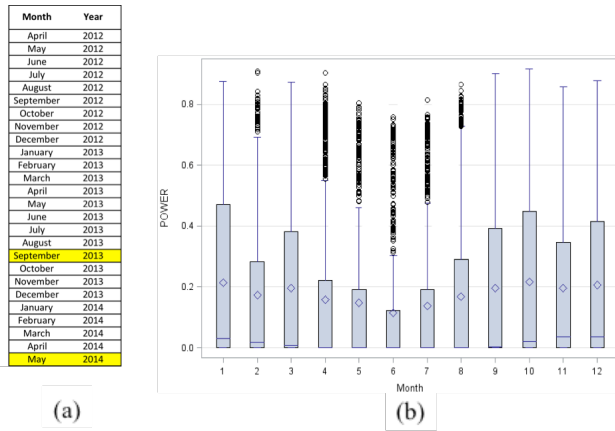 Month Year
April 2012
May 2012
June 2012
July 2012
August 2012
September 2012
October 2012
November 2012
December 2012
January 2013
February 2013
March 2013
April 2013
May 2013
June 2013
July 2013
August 2013
September 2013
October 2013
November 2013
December 2013
January 2014
February 2014
March 2014
April 2014
May 2014
(a)
POWER
0.8
0.6
0.4
0.2
0.0
1 2 3 4 5 6 7 8 9 10 11 12
Month
(b)